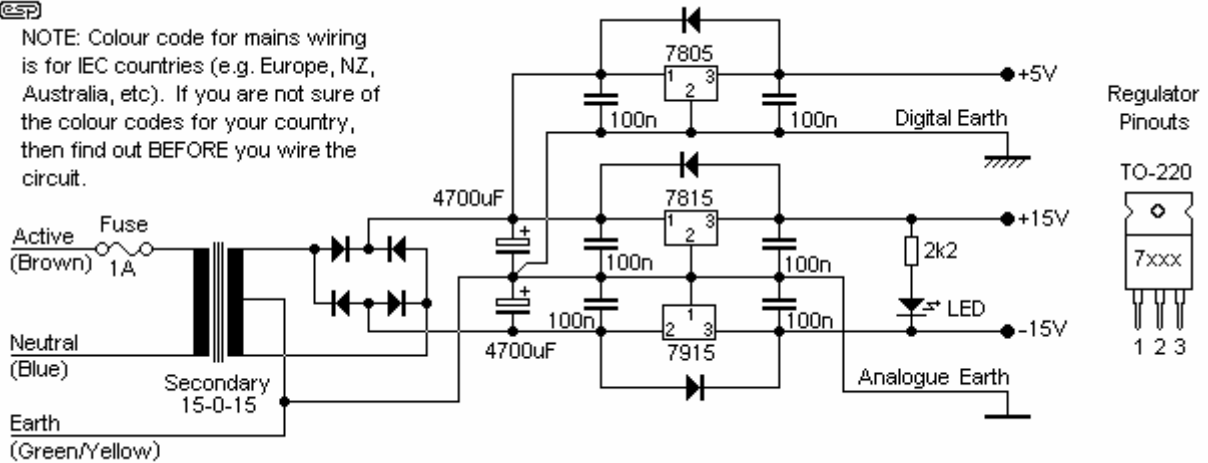 esp
NOTE: Colour code for mains wiring
is for IEC countries (e.g. Europe, NZ,
Australia, etc). If you are not sure of
the colour codes for your country,
then find out BEFORE you wire the
circuit.
7805
1 3
2
100n
100n
+5V
Digital Earth
Regulator
Pinouts
TO-220
7xxx
1 2 3
4700uF
+
7815
1 3
2
100n
100n
+15V
2k2
LED
Active
(Brown)
Fuse
1A
Neutral
(Blue)
Secondary
15-0-15
Earth
(Green/Yellow)
+
4700uF
100n
1
2 3
7915
100n
-15V
Analogue Earth